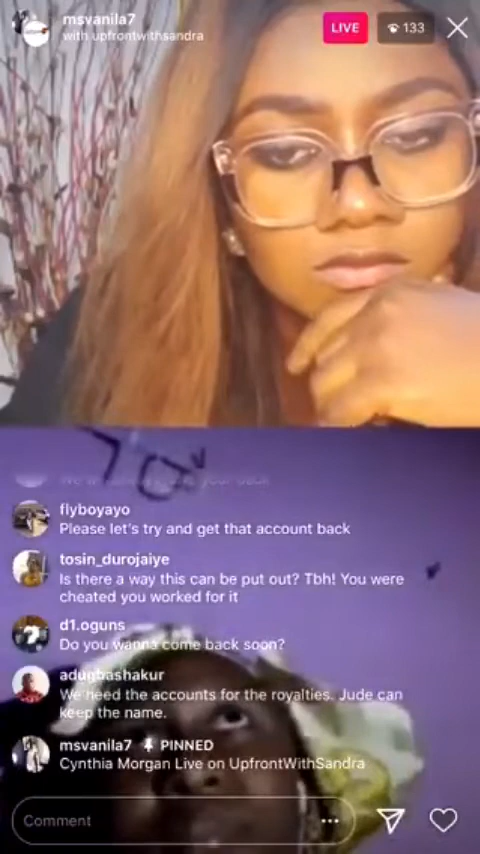 msvanila7
with upfrontwithsandra
LIVE
133
flyboyayo
Please let's try and get that account back
tosin_durojaiye
Is there a way this can be put out? Tbh! You were
cheated you worked for it
d1.oguns
Do you wanna come back soon?
adugbashakur
We need the accounts for the royalties. Jude can
keep the name.
msvanila7 PINNED
Cynthia Morgan Live on UpfrontWithSandra
Comment